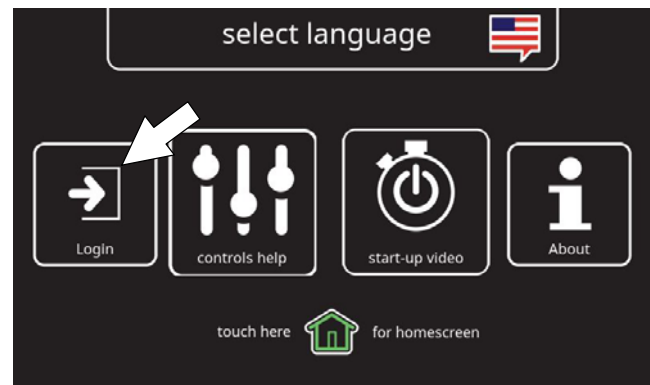 select language
Login
controls help
start-up video
About
touch here
for homescreen